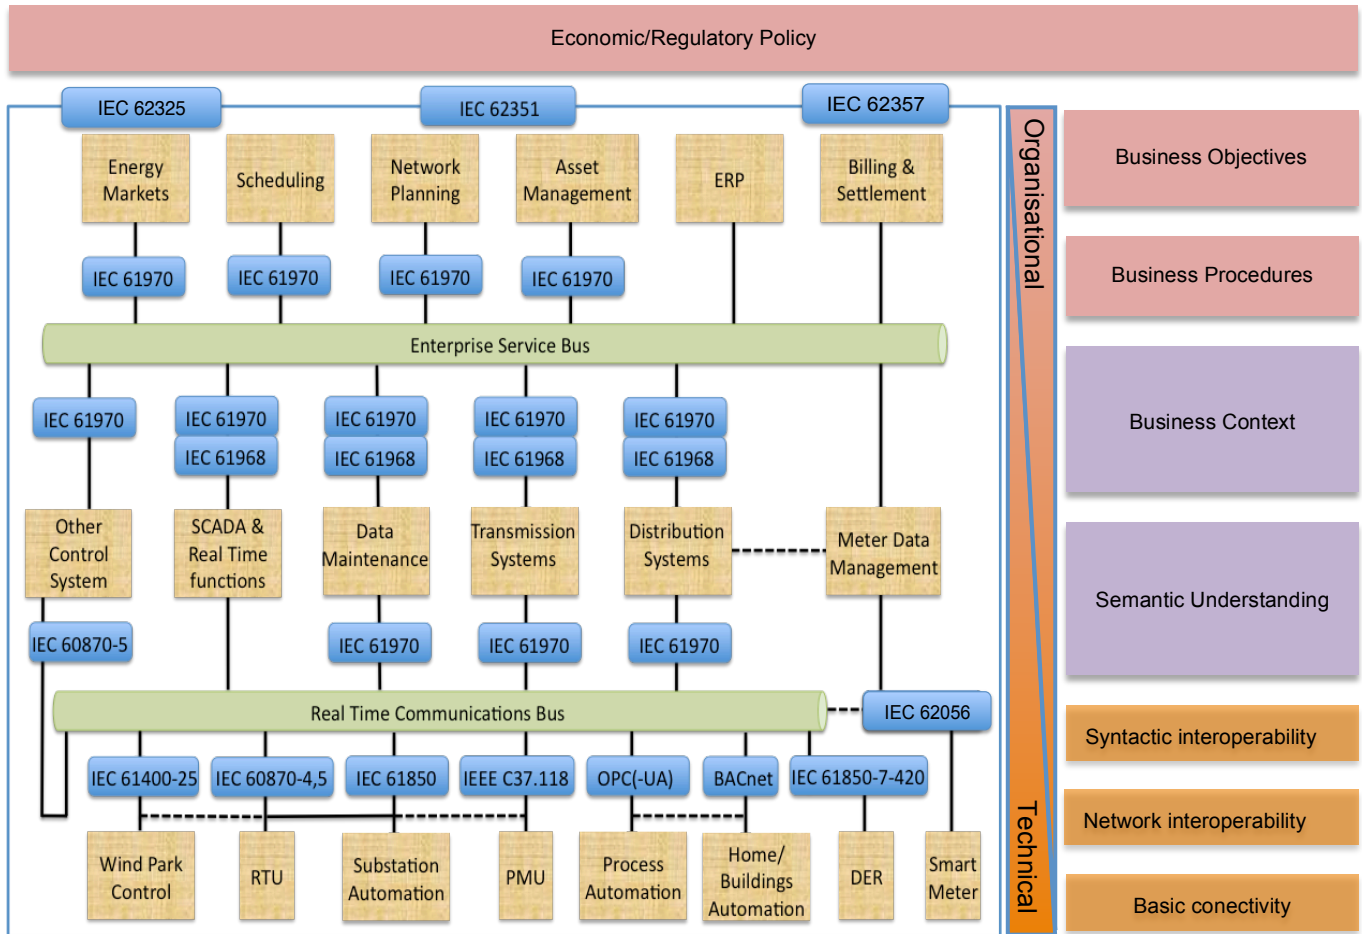 Economic/Regulatory Policy
IEC 62325
IEC 62351
IEC 62357
Energy
Markets
Scheduling
Network
Planning
Asset
Management
ERP
Billing &
Settlement
IEC 61970
IEC 61970
IEC 61970
IEC 61970
Enterprise Service Bus
IEC 61970
IEC 61970
IEC 61968
IEC 61970
IEC 61968
IEC 61970
IEC 61968
IEC 61970
IEC 61968
Other
Control
System
SCADA &
Real Time
functions
Data
Maintenance
Transmission
Systems
Distribution
Systems
Meter Data
Management
IEC 60870-5
IEC 61970
IEC 61970
IEC 61970
Real Time Communications Bus
IEC 62056
IEC 61400-25
IEC 60870-4,5
IEC 61850
IEEE C37.118
OPC(-UA)
BACnet
IEC 61850-7-420
Wind Park
Control
RTU
Substation
Automation
PMU
Process
Automation
Home/
Buildings
Automation
DER
Smart
Meter
Organisational
Technical
Business Objectives
Business Procedures
Business Context
Semantic Understanding
Syntactic interoperability
Network interoperability
Basic conectivity